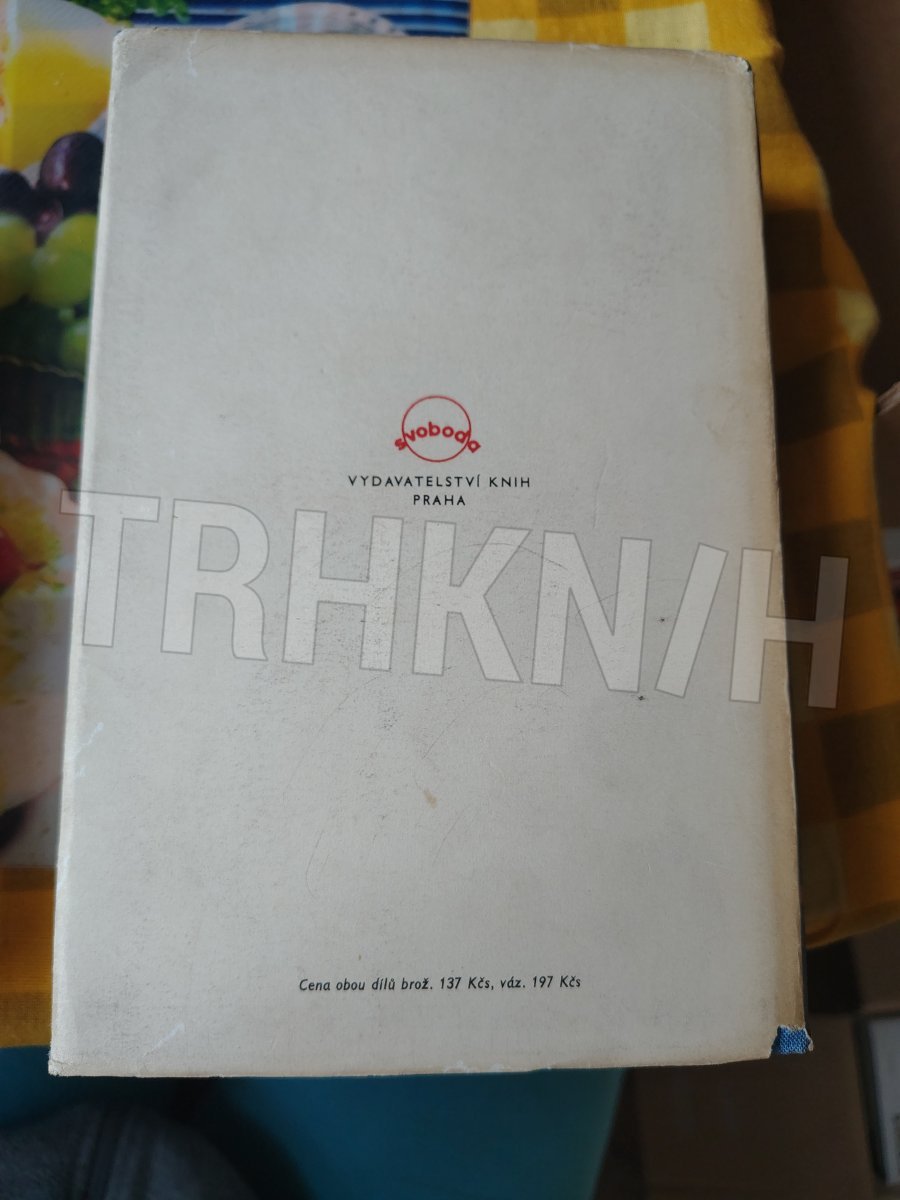 svoboda
VYDAVATELSTVÍ KNIH
PRAHA
TRHKNIH
Cena obou dílů brož. 137 Kčs, váz. 197 Kčs